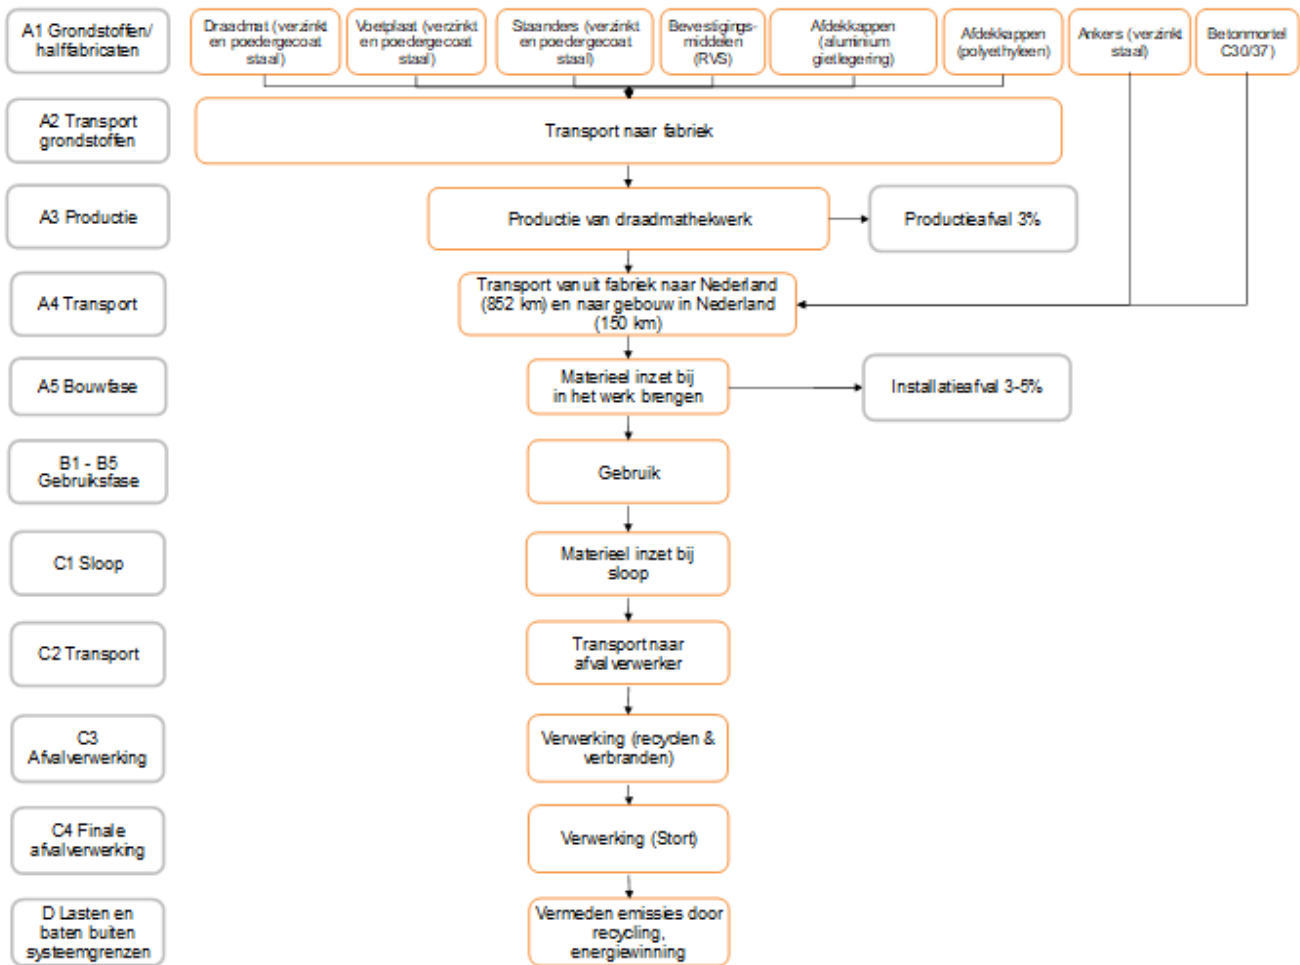 A1 Grondstoffen/
halffabricaten
Draadmat (verzinkt
en poedergecoat
staal)
Voetplaat (verzinkt
en poedergecoat
staal)
Staanders (verzinkt
en poedergecoat
staal)
Bevestigings-
middelen
(RVS)
Afdekkappen
(aluminium
gietlegering)
Afdekkappen
(polyethyleen)
Ankers (verzinkt
staal)
Betonmortel
C30/37)
A2 Transport
grondstoffen
Transport naar fabriek
A3 Productie
Productie van draadmathekwerk
Productieafval 3%
A4 Transport
Transport vanuit fabriek naar Nederland
(852 km) en naar gebouw in Nederland
(150 km)
A5 Bouwfase
Materieel inzet bij
in het werk brengen
Installatieafval 3-5%
B1 - B5
Gebruiksfase
Gebruik
C1 Sloop
Materieel inzet bij
sloop
C2 Transport
Transport naar
afvalverwerker
C3
Afvalverwerking
Verwerking (recyclen &
verbranden)
C4 Finale
afvalverwerking
Verwerking (Stort)
D Lasten en
baten buiten
systeemgrenzen
Vermeden emissies door
recycling,
energiewinning